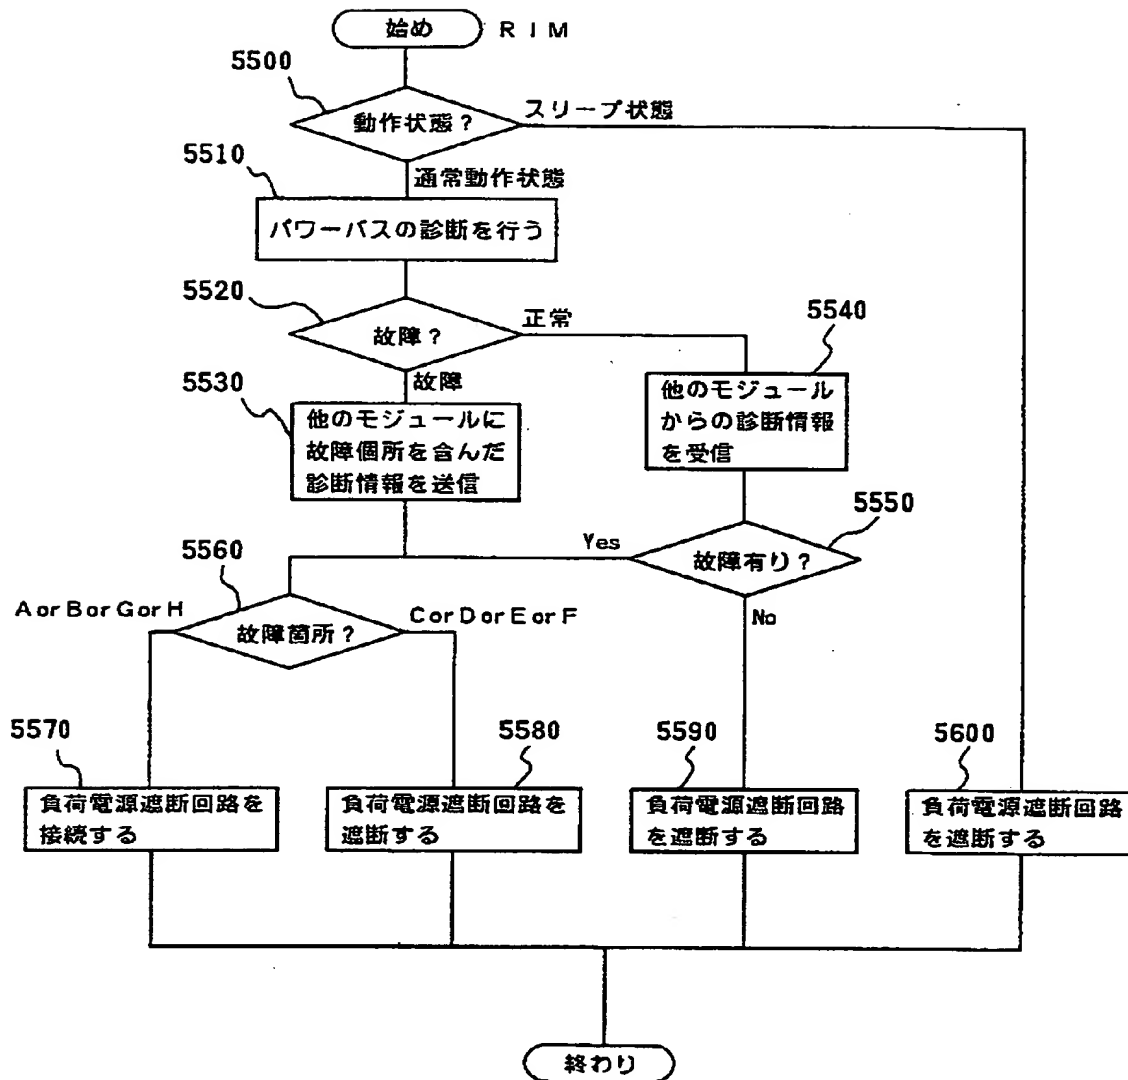 始め RIM
5500
動作状態?
スリープ状態
5510
通常動作状態
パワーバスの診断を行う
5520
故障?
正常
5540
5530
故障
他のモジュールに
故障個所を含んだ
診断情報を送信
他のモジュール
からの診断情報
を受信
5550
Yes
故障有り?
5560
AorBorGorH
故障箇所?
CorDorEorF
No
5570
5580
5590
5600
負荷電源遮断回路を
接続する
負荷電源遮断回路を
遮断する
負荷電源遮断回路
を遮断する
負荷電源遮断回路
を遮断する
終わり